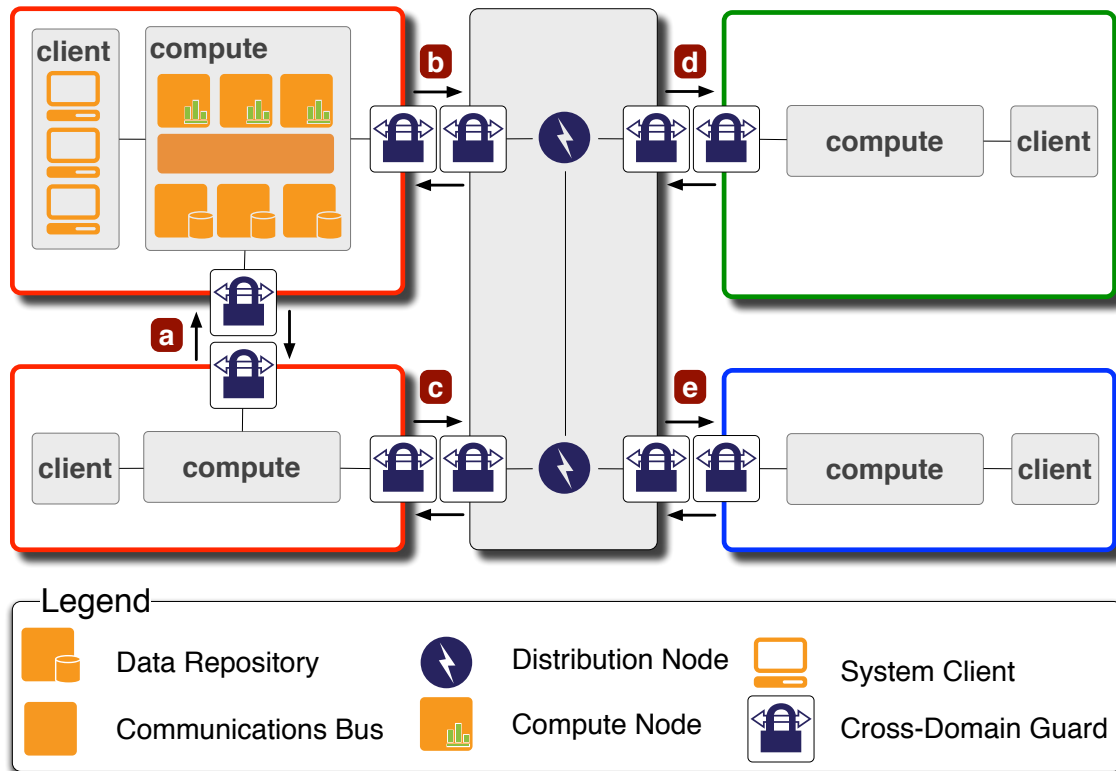 client
compute
b
d
compute
client
a
c
e
client
compute
compute
client
Legend
Data Repository
Distribution Node
System Client
Communications Bus
Compute Node
Cross-Domain Guard